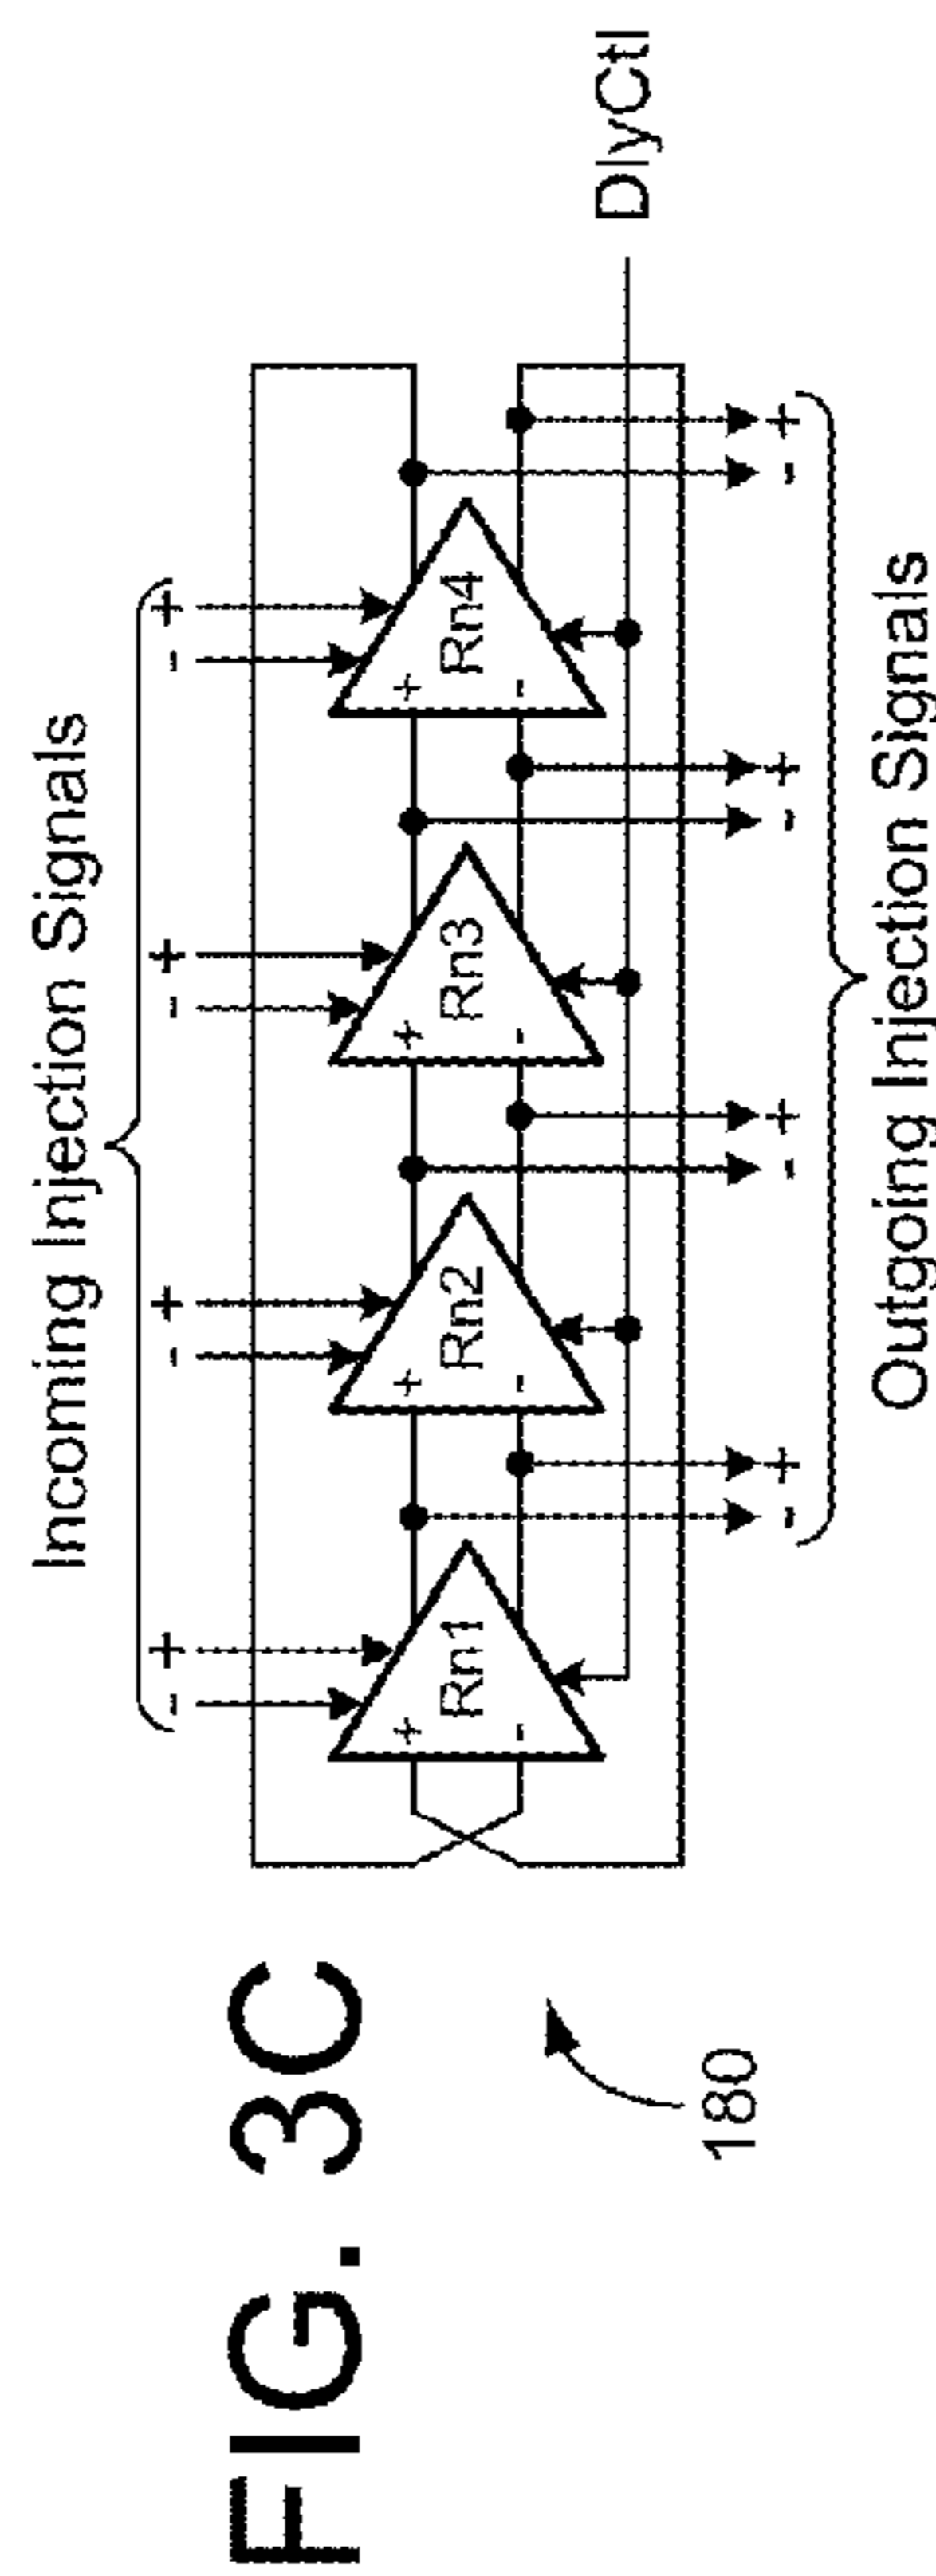 Incoming Injection Signals
- + - + - + - +
+ + + +
Rn1 Rn2 Rn3 Rn4
- - - -
DlyCtl
- + - + - + - +
Outgoing Injection Signals
FIG. 3C
180